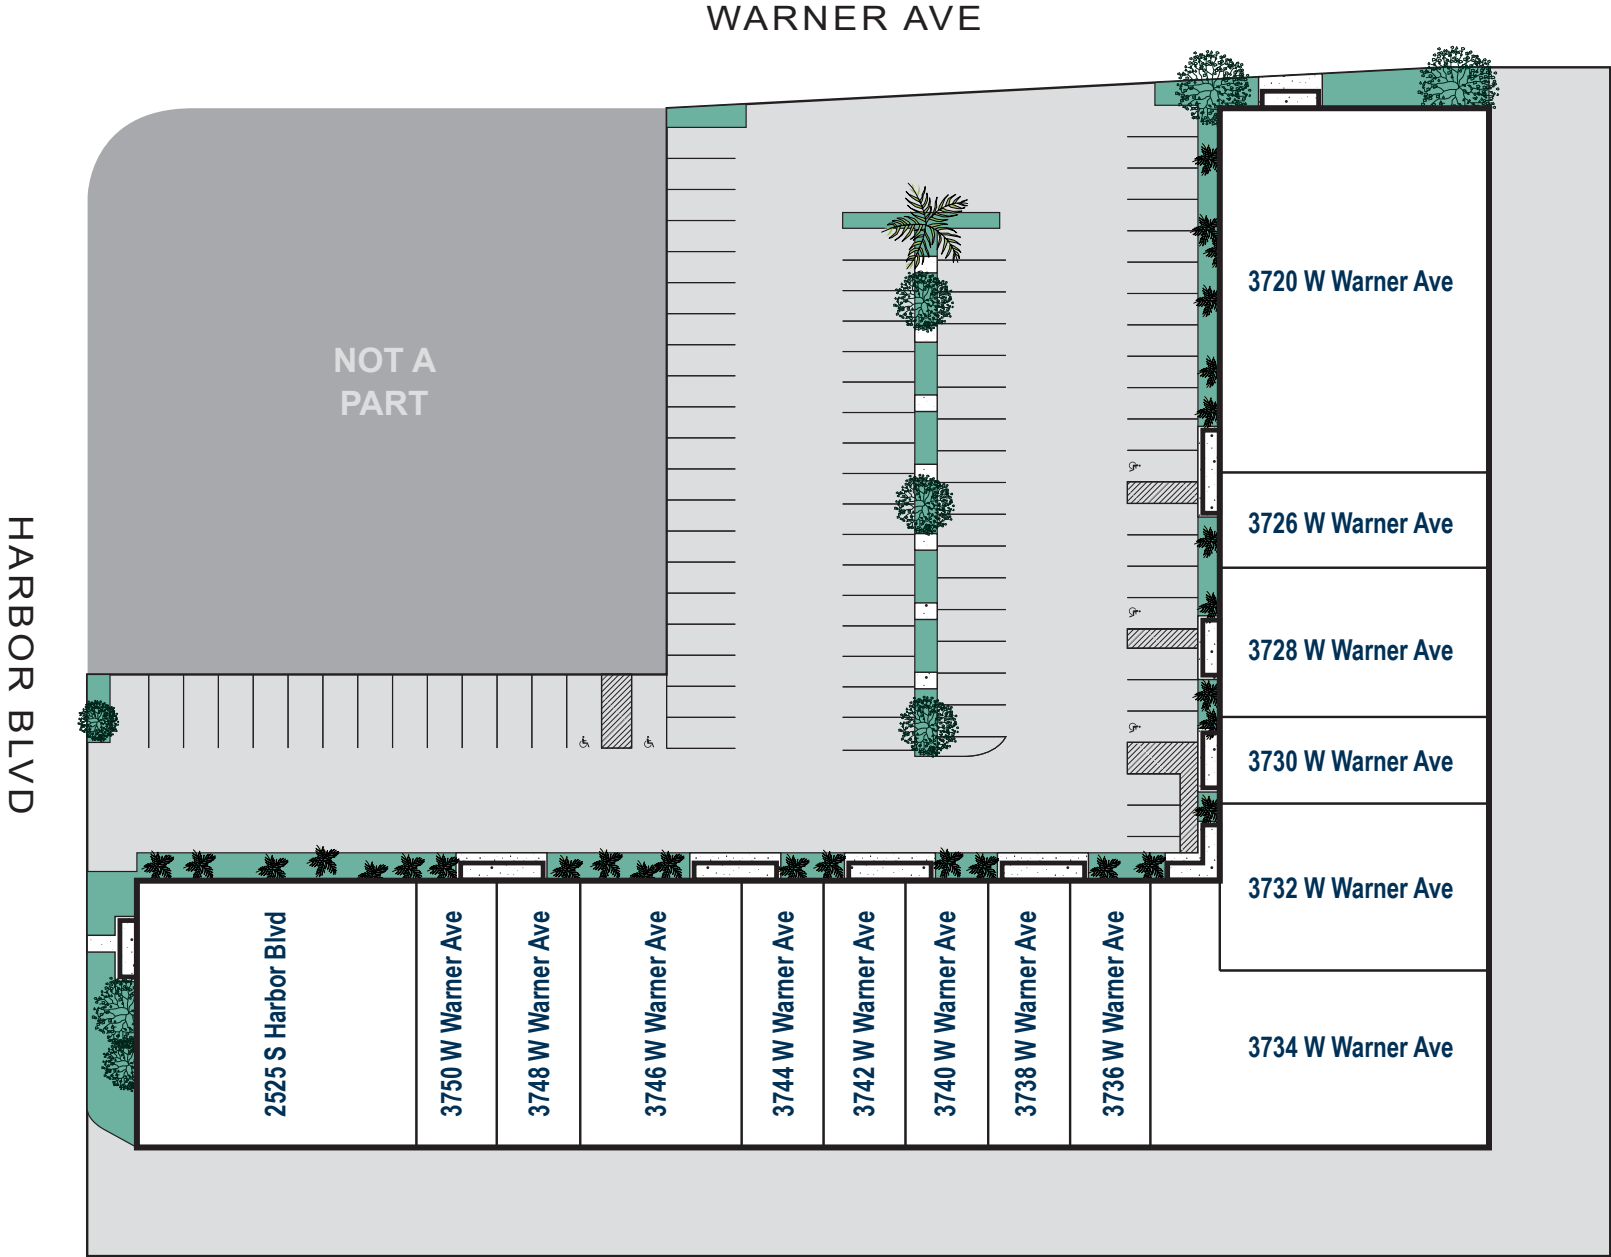 WARNER AVE
NOT A
PART
HARBOR BLVD
3720 W Warner Ave
3726 W Warner Ave
3728 W Warner Ave
3730 W Warner Ave
3732 W Warner Ave
3734 W Warner Ave
2525 S Harbor Blvd
3750 W Warner Ave
3748 W Warner Ave
3746 W Warner Ave
3744 W Warner Ave
3742 W Warner Ave
3740 W Warner Ave
3738 W Warner Ave
3736 W Warner Ave